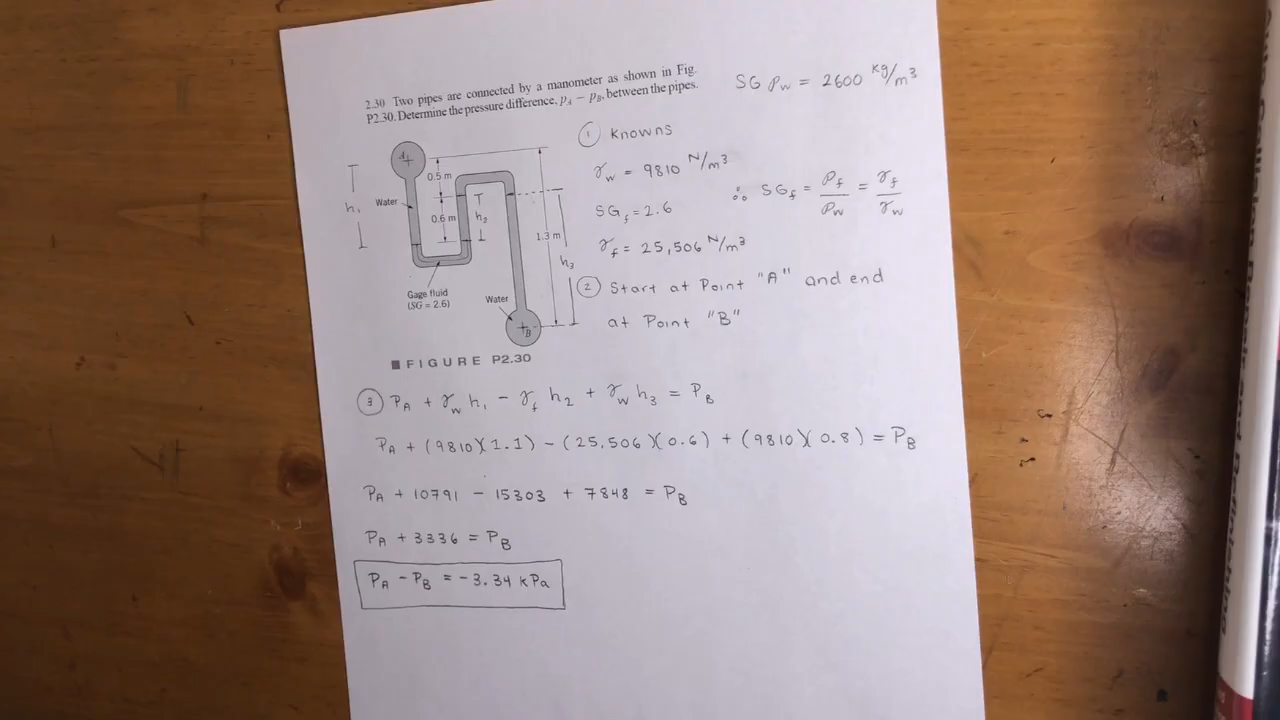 2.30 Two pipes are connected by a manometer as shown in Fig.
P2.30. Determine the pressure difference, pA − pB, between the pipes.
SG ρw = 2600 kg/m³
① Knowns
γw = 9810 N/m³
SGf = 2.6
∴ SGf = ρf/ρw = γf/γw
γf = 25,506 N/m³
② Start at Point "A" and end
at Point "B"
A
0.5 m
h₁
Water
0.6 m
h₂
1.3 m
h₃
Gage fluid
(SG = 2.6)
Water
B
■ FIGURE P2.30
③ PA + γw h₁ − γf h₂ + γw h₃ = PB
PA + (9810)(1.1) − (25,506)(0.6) + (9810)(0.8) = PB
PA + 10791 − 15303 + 7848 = PB
PA + 3336 = PB
PA − PB = −3.34 kPa